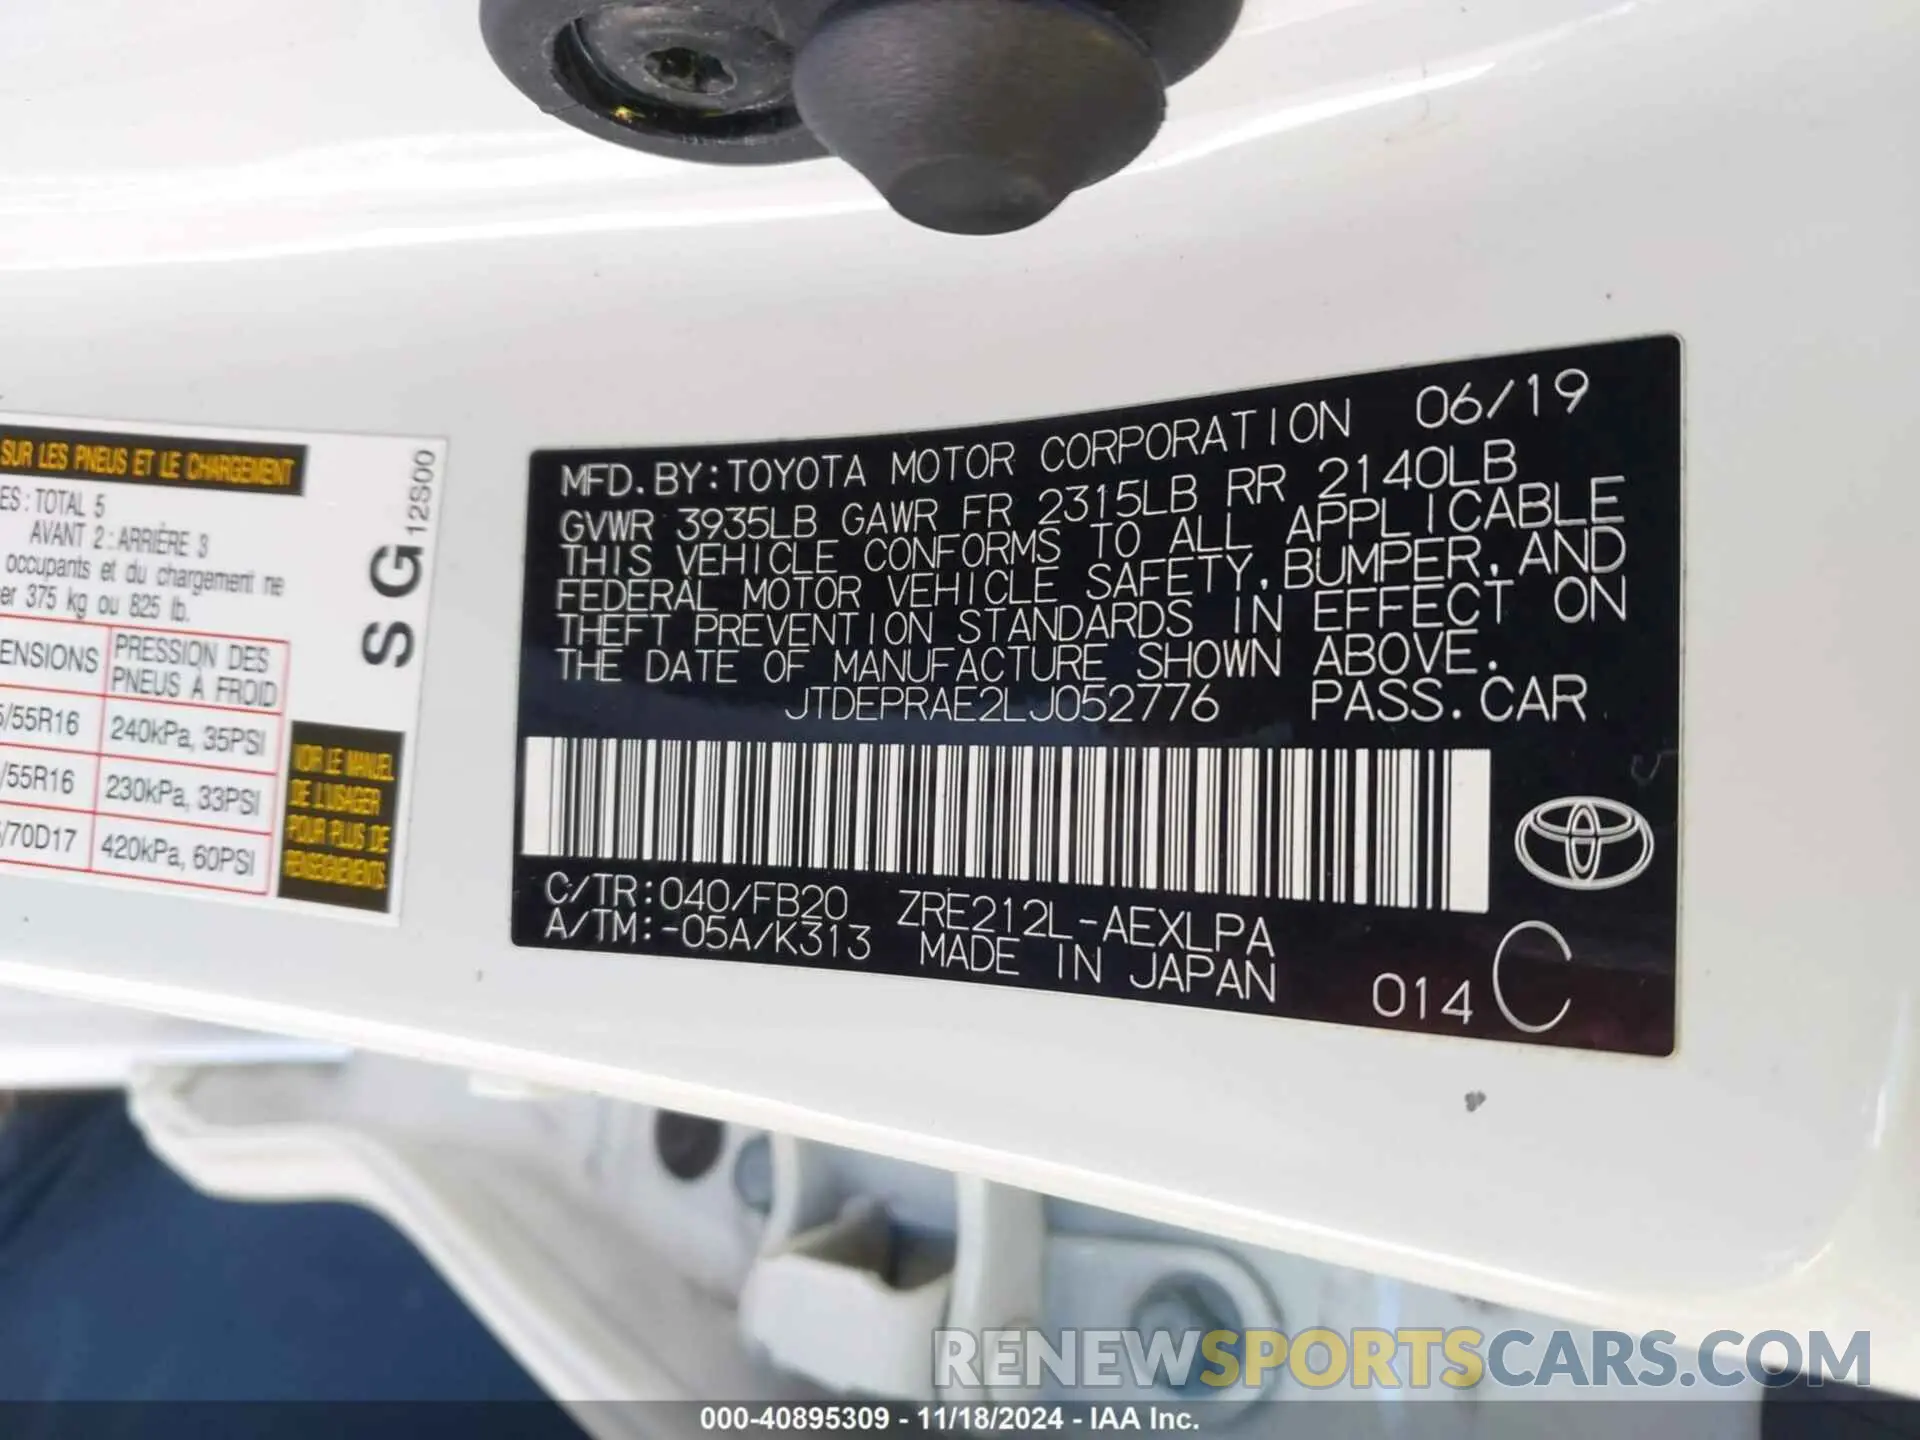 SUR LES PNEUS ET LE CHARGEMENT
ES : TOTAL 5
AVANT 2 : ARRIÈRE 3
occupants et du chargement ne
er 375 kg ou 825 lb.
ENSIONS
PRESSION DES
PNEUS À FROID
5/55R16
240kPa, 35PSI
/55R16
230kPa, 33PSI
5/70D17
420kPa, 60PSI
VOIR LE MANUEL
DE L'USAGER
POUR PLUS DE
RENSEIGNEMENTS
S G
12S00
MFD. BY: TOYOTA MOTOR CORPORATION 06/19
GVWR 3935LB GAWR FR 2315LB RR 2140LB
THIS VEHICLE CONFORMS TO ALL APPLICABLE
FEDERAL MOTOR VEHICLE SAFETY, BUMPER, AND
THEFT PREVENTION STANDARDS IN EFFECT ON
THE DATE OF MANUFACTURE SHOWN ABOVE.
JTDEPRAE2LJ052776 PASS. CAR
C/TR: 040/FB20 ZRE212L-AEXLPA
A/TM: -05A/K313 MADE IN JAPAN
014 C
RENEWSPORTSCARS.COM
000-40895309 - 11/18/2024 - IAA Inc.